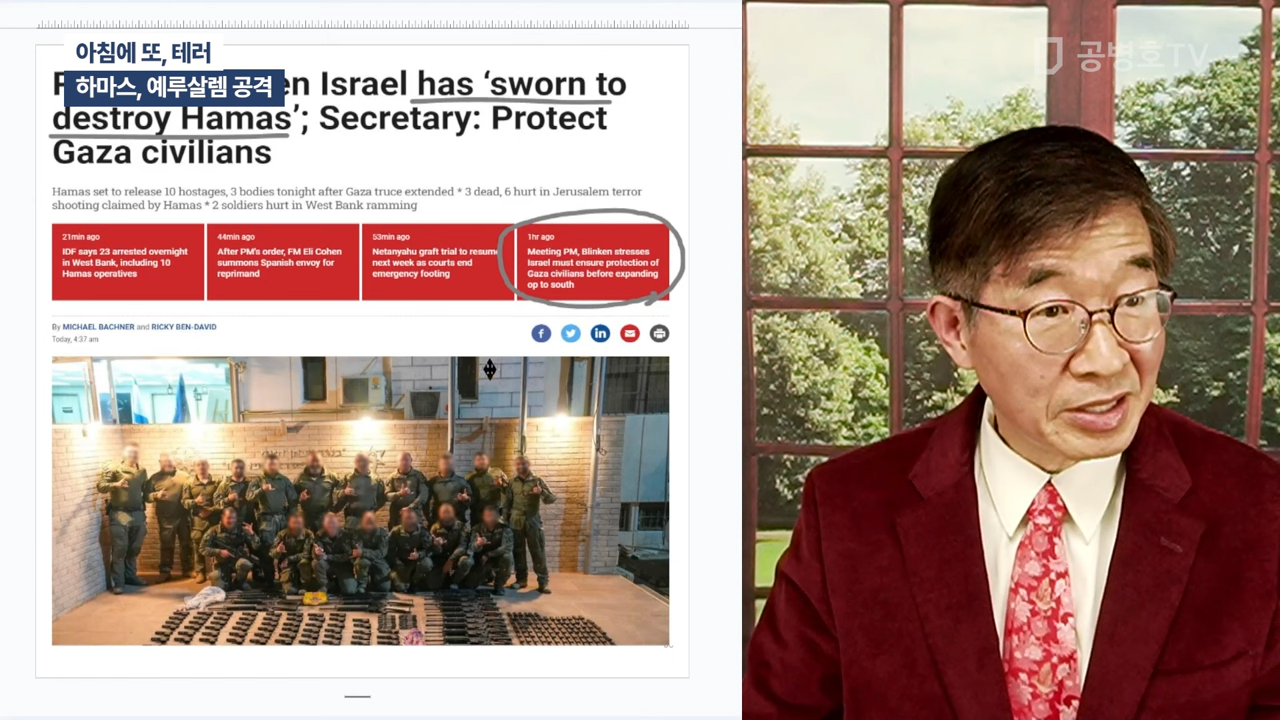 아침에 또, 테러
하마스, 예루살렘 공격
공병호TV
en Israel has ‘sworn to
destroy Hamas’; Secretary: Protect
Gaza civilians
Hamas set to release 10 hostages, 3 bodies tonight after Gaza truce extended * 3 dead, 6 hurt in Jerusalem terror
shooting claimed by Hamas * 2 soldiers hurt in West Bank ramming
21min ago
IDF says 23 arrested overnight
in West Bank, including 10
Hamas operatives
44min ago
After PM's order, FM Eli Cohen
summons Spanish envoy for
reprimand
53min ago
Netanyahu graft trial to resume
next week as courts end
emergency footing
1hr ago
Meeting PM, Blinken stresses
Israel must ensure protection of
Gaza civilians before expanding
op to south
By MICHAEL BACHNER and RICKY BEN-DAVID
Today, 4:37 am